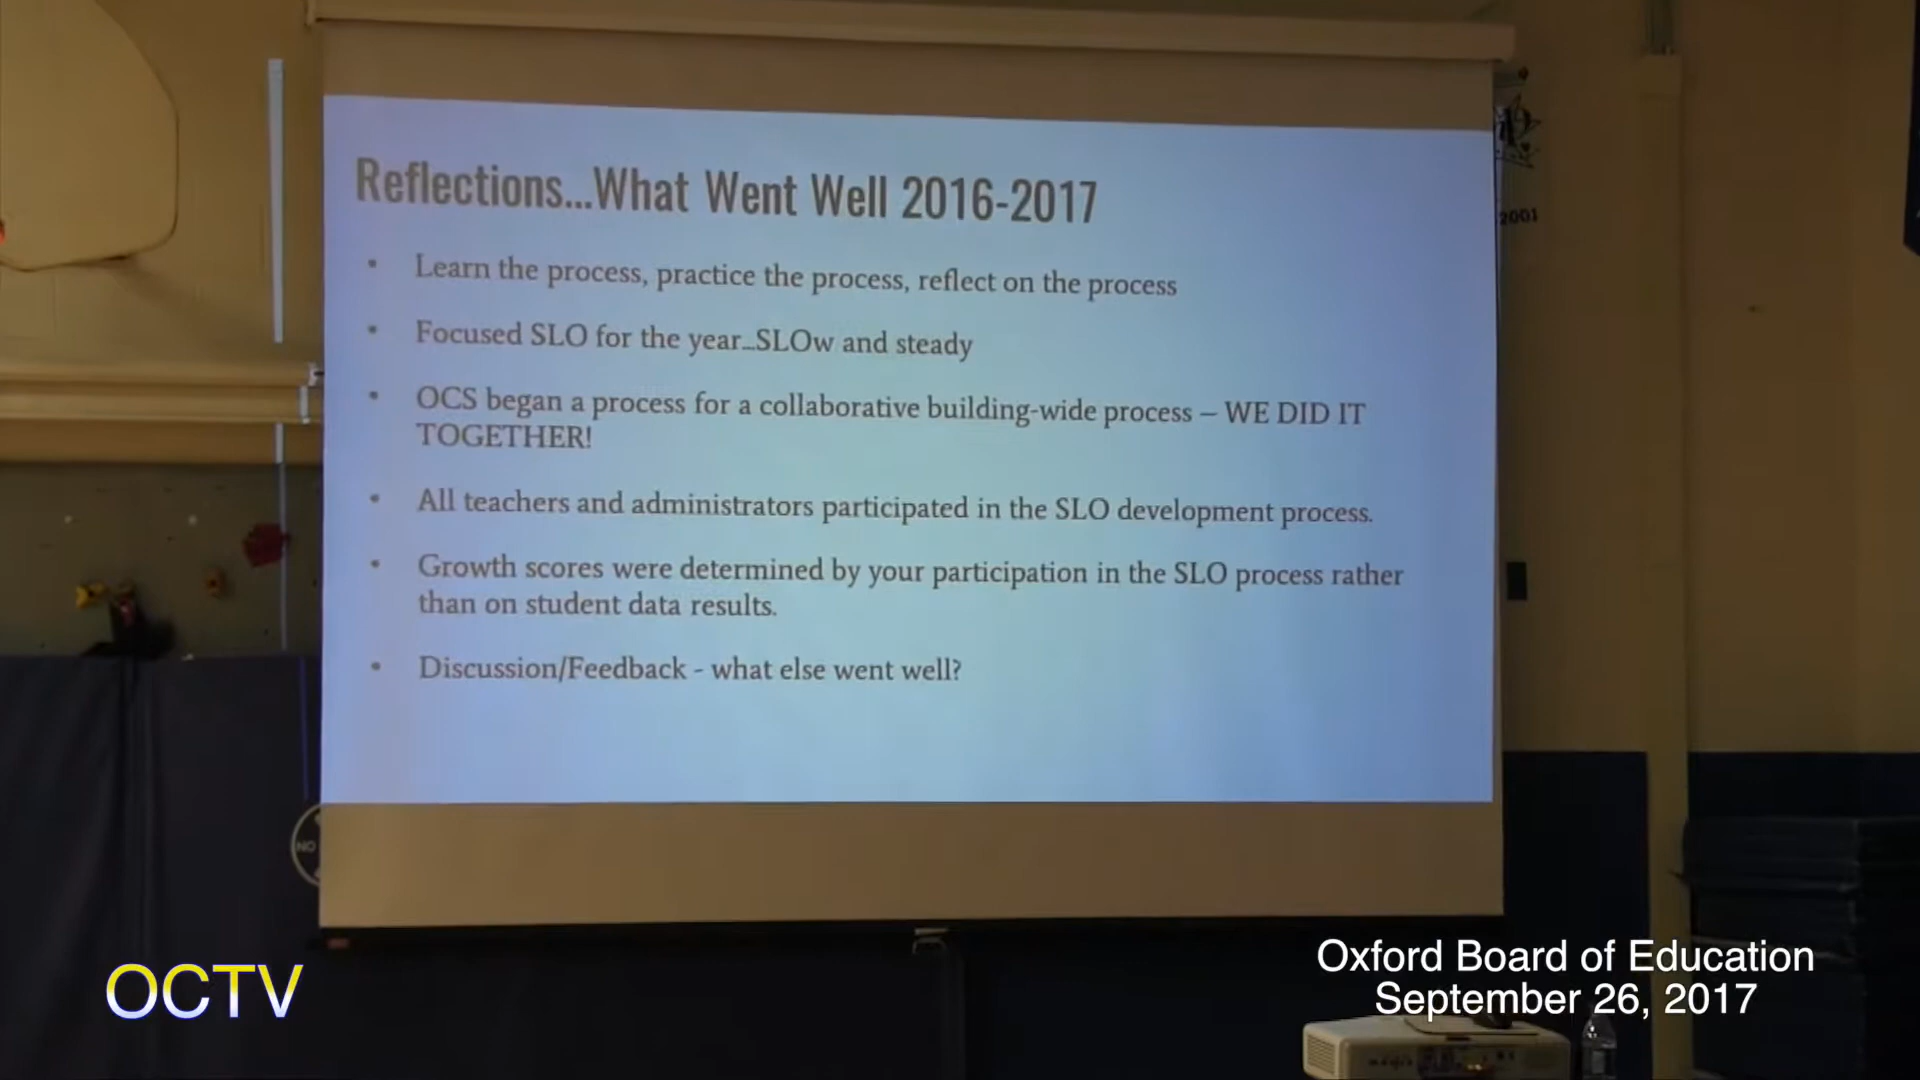 Reflections...What Went Well 2016-2017
• Learn the process, practice the process, reflect on the process
• Focused SLO for the year...SLOw and steady
• OCS began a process for a collaborative building-wide process – WE DID IT
TOGETHER!
• All teachers and administrators participated in the SLO development process.
• Growth scores were determined by your participation in the SLO process rather
than on student data results.
• Discussion/Feedback - what else went well?
2001
NO
OCTV
Oxford Board of Education
September 26, 2017